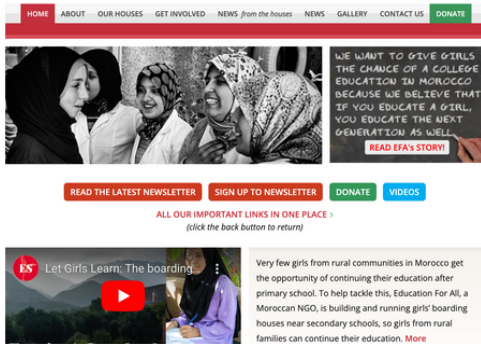 HOME ABOUT OUR HOUSES GET INVOLVED NEWS from the houses NEWS GALLERY CONTACT US DONATE
WE WANT TO GIVE GIRLS
THE CHANCE OF A COLLEGE
EDUCATION IN MOROCCO
BECAUSE WE BELIEVE THAT
IF YOU EDUCATE A GIRL,
YOU EDUCATE THE NEXT
GENERATION AS WELL
READ EFA's STORY!
READ THE LATEST NEWSLETTER SIGN UP TO NEWSLETTER DONATE VIDEOS
ALL OUR IMPORTANT LINKS IN ONE PLACE >
(click the back button to return)
ES Let Girls Learn: The boarding...
Very few girls from rural communities in Morocco get
the opportunity of continuing their education after
primary school. To help tackle this, Education For All, a
Moroccan NGO, is building and running girls' boarding
houses near secondary schools, so girls from rural
families can continue their education. More